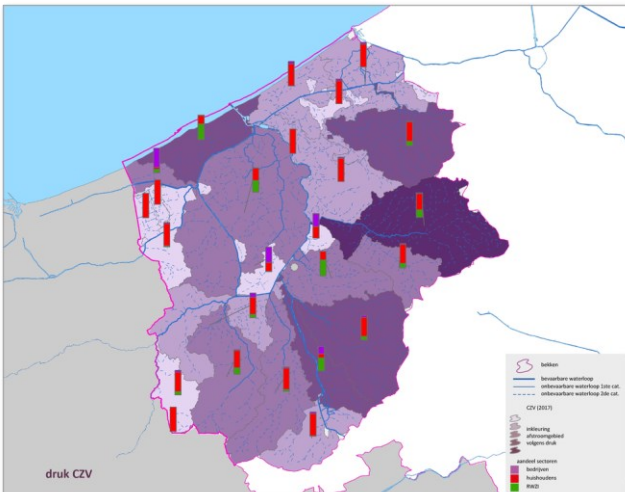 bekken
bevaarbare waterloop
onbevaarbare waterloop 1ste cat.
onbevaarbare waterloop 2de cat.
CZV (2017)
inkleuring
afstroomgebied
volgens druk
aandeel sectoren
bedrijven
huishoudens
RWZI
druk CZV